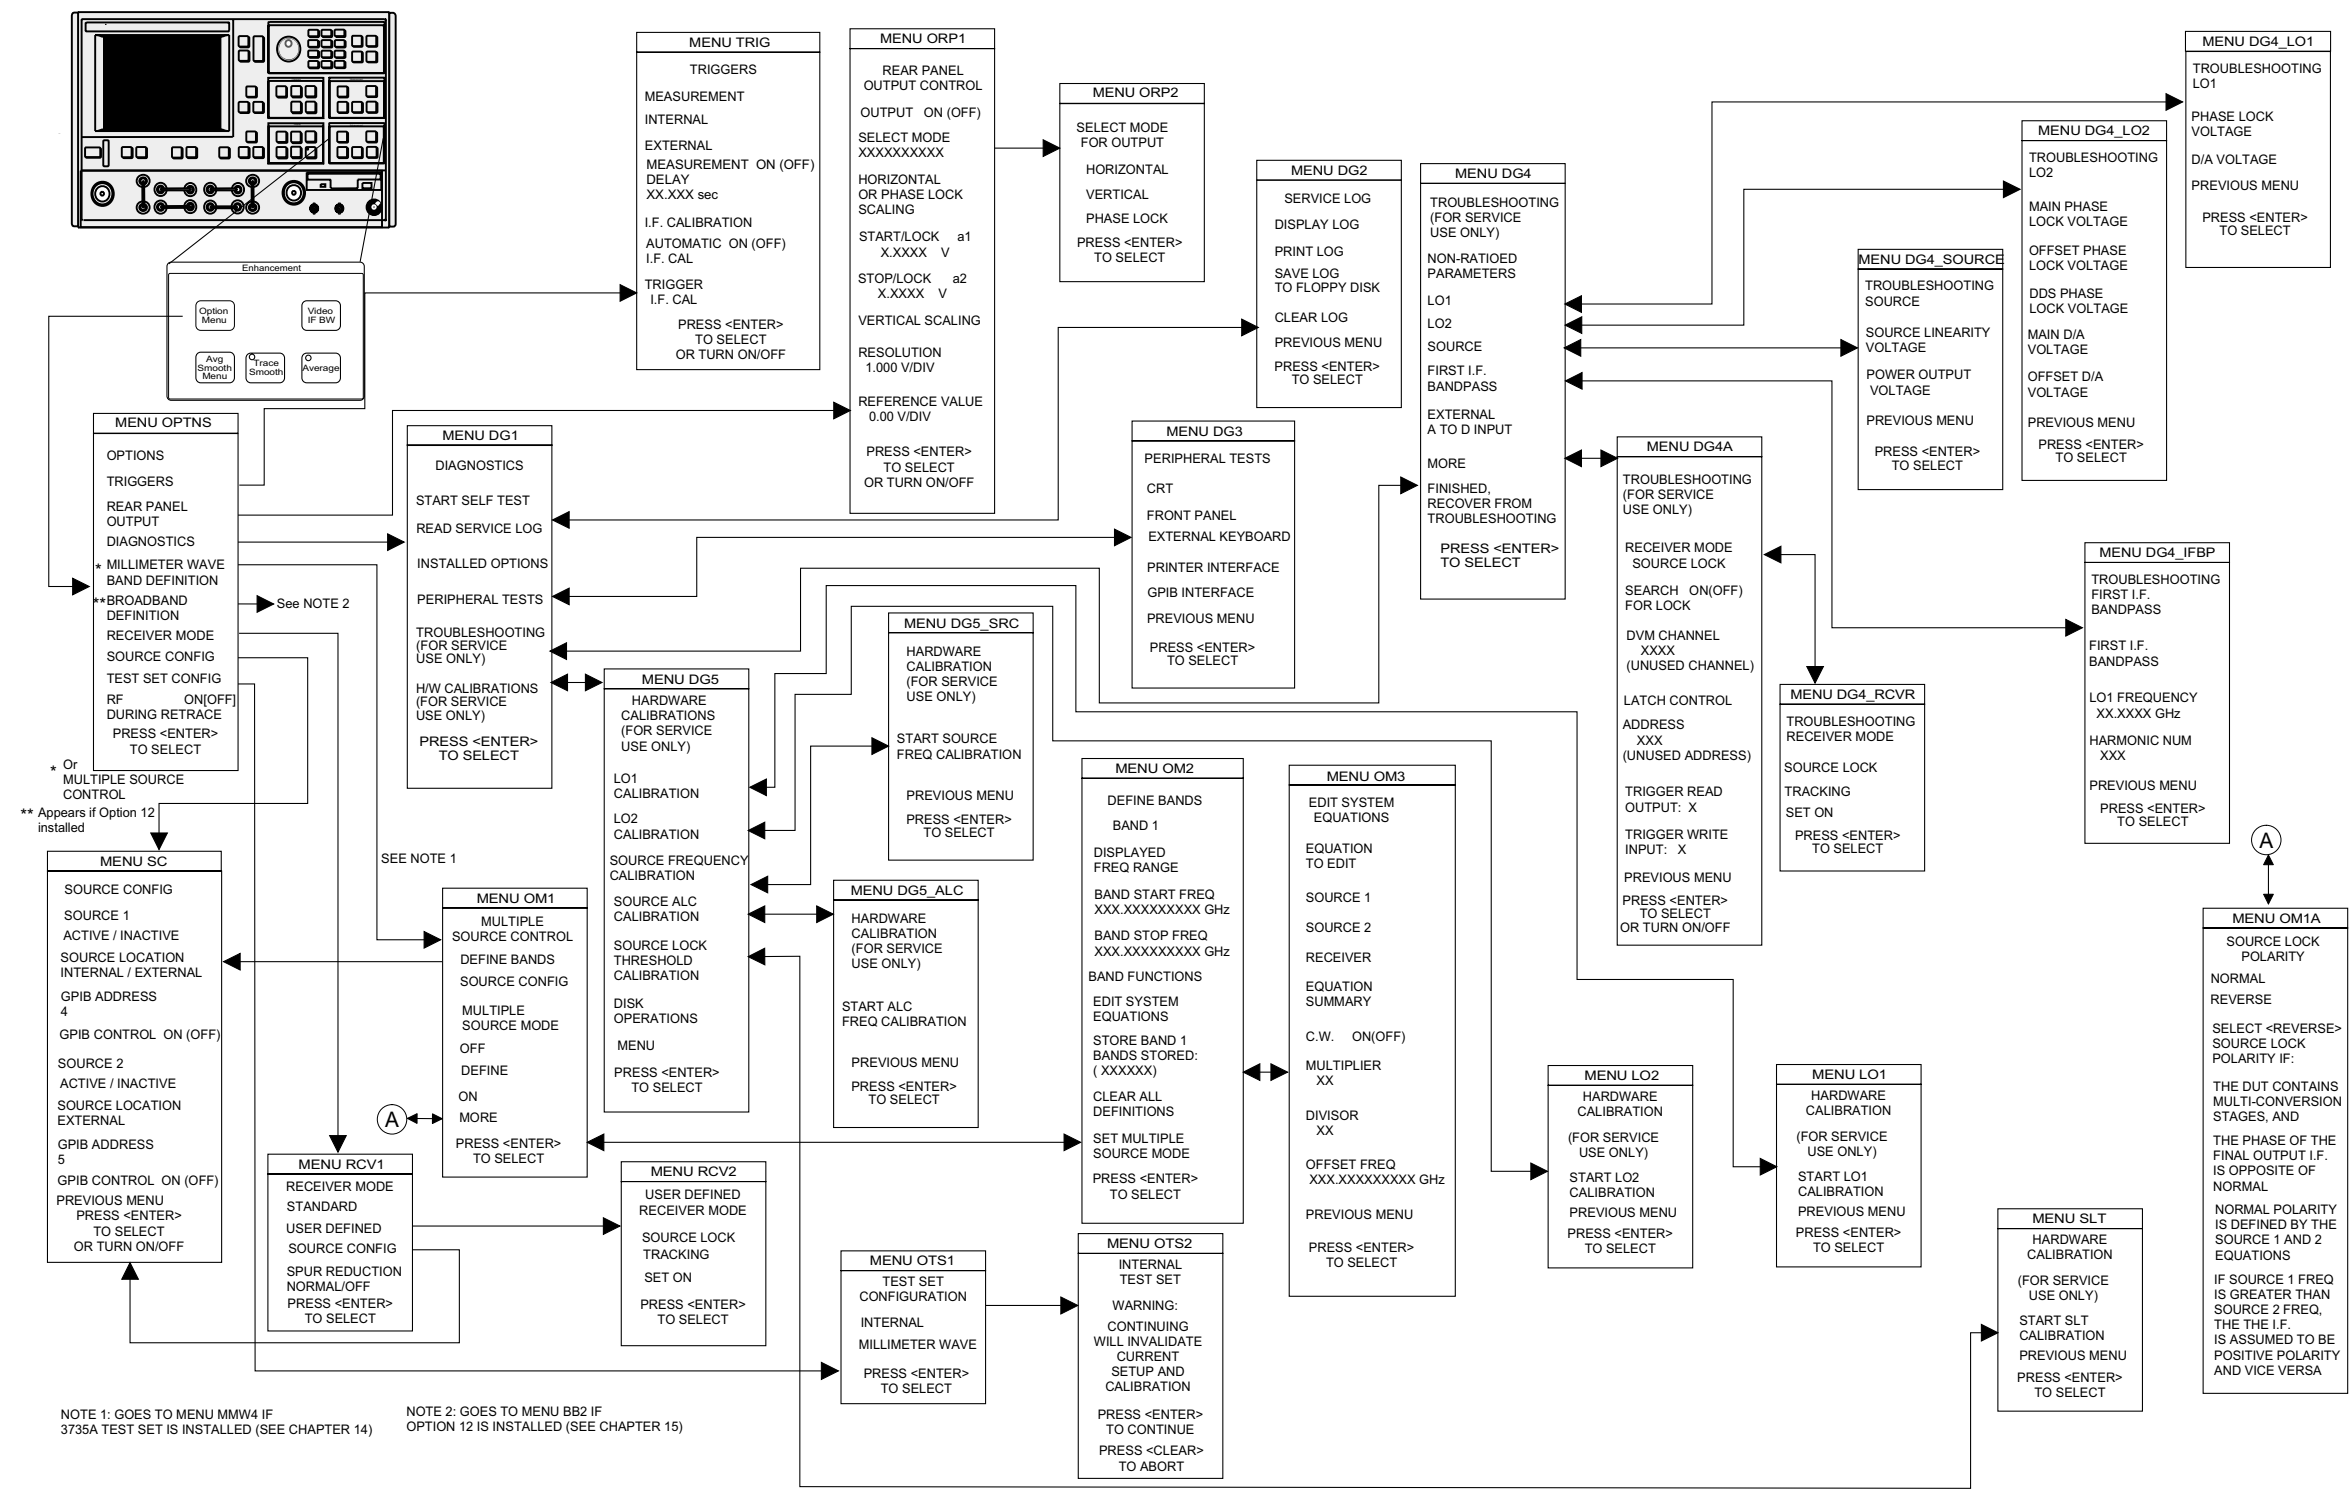 Enhancement
Option
Menu
Video
IF BW
Avg
Smooth
Menu
Trace
Smooth
Average
MENU OPTNS
OPTIONS
TRIGGERS
REAR PANEL
OUTPUT
DIAGNOSTICS
* MILLIMETER WAVE
BAND DEFINITION
**BROADBAND
DEFINITION
RECEIVER MODE
SOURCE CONFIG
TEST SET CONFIG
RF ON[OFF]
DURING RETRACE
PRESS <ENTER>
TO SELECT
* Or
MULTIPLE SOURCE
CONTROL
** Appears if Option 12
installed
See NOTE 2
SEE NOTE 1
MENU SC
SOURCE CONFIG
SOURCE 1
ACTIVE / INACTIVE
SOURCE LOCATION
INTERNAL / EXTERNAL
GPIB ADDRESS
4
GPIB CONTROL ON (OFF)
SOURCE 2
ACTIVE / INACTIVE
SOURCE LOCATION
EXTERNAL
GPIB ADDRESS
5
GPIB CONTROL ON (OFF)
PREVIOUS MENU
PRESS <ENTER>
TO SELECT
OR TURN ON/OFF
MENU RCV1
RECEIVER MODE
STANDARD
USER DEFINED
SOURCE CONFIG
SPUR REDUCTION
NORMAL/OFF
PRESS <ENTER>
TO SELECT
NOTE 1: GOES TO MENU MMW4 IF
3735A TEST SET IS INSTALLED (SEE CHAPTER 14)
NOTE 2: GOES TO MENU BB2 IF
OPTION 12 IS INSTALLED (SEE CHAPTER 15)
MENU DG1
DIAGNOSTICS
START SELF TEST
READ SERVICE LOG
INSTALLED OPTIONS
PERIPHERAL TESTS
TROUBLESHOOTING
(FOR SERVICE
USE ONLY)
H/W CALIBRATIONS
(FOR SERVICE
USE ONLY)
PRESS <ENTER>
TO SELECT
MENU OM1
MULTIPLE
SOURCE CONTROL
DEFINE BANDS
SOURCE CONFIG
MULTIPLE
SOURCE MODE
OFF
DEFINE
ON
MORE
PRESS <ENTER>
TO SELECT
A
MENU TRIG
TRIGGERS
MEASUREMENT
INTERNAL
EXTERNAL
MEASUREMENT ON (OFF)
DELAY
XX.XXX sec
I.F. CALIBRATION
AUTOMATIC ON (OFF)
I.F. CAL
TRIGGER
I.F. CAL
PRESS <ENTER>
TO SELECT
OR TURN ON/OFF
MENU DG5
HARDWARE
CALIBRATIONS
(FOR SERVICE
USE ONLY)
LO1
CALIBRATION
LO2
CALIBRATION
SOURCE FREQUENCY
CALIBRATION
SOURCE ALC
CALIBRATION
SOURCE LOCK
THRESHOLD
CALIBRATION
DISK
OPERATIONS
MENU
PRESS <ENTER>
TO SELECT
MENU RCV2
USER DEFINED
RECEIVER MODE
SOURCE LOCK
TRACKING
SET ON
PRESS <ENTER>
TO SELECT
MENU ORP1
REAR PANEL
OUTPUT CONTROL
OUTPUT ON (OFF)
SELECT MODE
XXXXXXXXXX
HORIZONTAL
OR PHASE LOCK
SCALING
START/LOCK a1
X.XXXX V
STOP/LOCK a2
X.XXXX V
VERTICAL SCALING
RESOLUTION
1.000 V/DIV
REFERENCE VALUE
0.00 V/DIV
PRESS <ENTER>
TO SELECT
OR TURN ON/OFF
MENU DG5_SRC
HARDWARE
CALIBRATION
(FOR SERVICE
USE ONLY)
START SOURCE
FREQ CALIBRATION
PREVIOUS MENU
PRESS <ENTER>
TO SELECT
MENU DG5_ALC
HARDWARE
CALIBRATION
(FOR SERVICE
USE ONLY)
START ALC
FREQ CALIBRATION
PREVIOUS MENU
PRESS <ENTER>
TO SELECT
MENU OTS1
TEST SET
CONFIGURATION
INTERNAL
MILLIMETER WAVE
PRESS <ENTER>
TO SELECT
MENU ORP2
SELECT MODE
FOR OUTPUT
HORIZONTAL
VERTICAL
PHASE LOCK
PRESS <ENTER>
TO SELECT
MENU DG2
SERVICE LOG
DISPLAY LOG
PRINT LOG
SAVE LOG
TO FLOPPY DISK
CLEAR LOG
PREVIOUS MENU
PRESS <ENTER>
TO SELECT
MENU DG3
PERIPHERAL TESTS
CRT
FRONT PANEL
EXTERNAL KEYBOARD
PRINTER INTERFACE
GPIB INTERFACE
PREVIOUS MENU
PRESS <ENTER>
TO SELECT
MENU OM2
DEFINE BANDS
BAND 1
DISPLAYED
FREQ RANGE
BAND START FREQ
XXX.XXXXXXXXX GHz
BAND STOP FREQ
XXX.XXXXXXXXX GHz
BAND FUNCTIONS
EDIT SYSTEM
EQUATIONS
STORE BAND 1
BANDS STORED:
( XXXXXX)
CLEAR ALL
DEFINITIONS
SET MULTIPLE
SOURCE MODE
PRESS <ENTER>
TO SELECT
MENU OTS2
INTERNAL
TEST SET
WARNING:
CONTINUING
WILL INVALIDATE
CURRENT
SETUP AND
CALIBRATION
PRESS <ENTER>
TO CONTINUE
PRESS <CLEAR>
TO ABORT
MENU OM3
EDIT SYSTEM
EQUATIONS
EQUATION
TO EDIT
SOURCE 1
SOURCE 2
RECEIVER
EQUATION
SUMMARY
C.W. ON(OFF)
MULTIPLIER
XX
DIVISOR
XX
OFFSET FREQ
XXX.XXXXXXXXX GHz
PREVIOUS MENU
PRESS <ENTER>
TO SELECT
MENU DG4
TROUBLESHOOTING
(FOR SERVICE
USE ONLY)
NON-RATIOED
PARAMETERS
LO1
LO2
SOURCE
FIRST I.F.
BANDPASS
EXTERNAL
A TO D INPUT
MORE
FINISHED,
RECOVER FROM
TROUBLESHOOTING
PRESS <ENTER>
TO SELECT
MENU DG4A
TROUBLESHOOTING
(FOR SERVICE
USE ONLY)
RECEIVER MODE
SOURCE LOCK
SEARCH ON(OFF)
FOR LOCK
DVM CHANNEL
XXXX
(UNUSED CHANNEL)
LATCH CONTROL
ADDRESS
XXX
(UNUSED ADDRESS)
TRIGGER READ
OUTPUT: X
TRIGGER WRITE
INPUT: X
PREVIOUS MENU
PRESS <ENTER>
TO SELECT
OR TURN ON/OFF
MENU LO2
HARDWARE
CALIBRATION
(FOR SERVICE
USE ONLY)
START LO2
CALIBRATION
PREVIOUS MENU
PRESS <ENTER>
TO SELECT
MENU DG4_RCVR
TROUBLESHOOTING
RECEIVER MODE
SOURCE LOCK
TRACKING
SET ON
PRESS <ENTER>
TO SELECT
MENU LO1
HARDWARE
CALIBRATION
(FOR SERVICE
USE ONLY)
START LO1
CALIBRATION
PREVIOUS MENU
PRESS <ENTER>
TO SELECT
MENU DG4_SOURCE
TROUBLESHOOTING
SOURCE
SOURCE LINEARITY
VOLTAGE
POWER OUTPUT
VOLTAGE
PREVIOUS MENU
PRESS <ENTER>
TO SELECT
MENU DG4_LO2
TROUBLESHOOTING
LO2
MAIN PHASE
LOCK VOLTAGE
OFFSET PHASE
LOCK VOLTAGE
DDS PHASE
LOCK VOLTAGE
MAIN D/A
VOLTAGE
OFFSET D/A
VOLTAGE
PREVIOUS MENU
PRESS <ENTER>
TO SELECT
MENU DG4_LO1
TROUBLESHOOTING
LO1
PHASE LOCK
VOLTAGE
D/A VOLTAGE
PREVIOUS MENU
PRESS <ENTER>
TO SELECT
MENU DG4_IFBP
TROUBLESHOOTING
FIRST I.F.
BANDPASS
FIRST I.F.
BANDPASS
LO1 FREQUENCY
XX.XXXX GHz
HARMONIC NUM
XXX
PREVIOUS MENU
PRESS <ENTER>
TO SELECT
MENU SLT
HARDWARE
CALIBRATION
(FOR SERVICE
USE ONLY)
START SLT
CALIBRATION
PREVIOUS MENU
PRESS <ENTER>
TO SELECT
A
MENU OM1A
SOURCE LOCK
POLARITY
NORMAL
REVERSE
SELECT <REVERSE>
SOURCE LOCK
POLARITY IF:
THE DUT CONTAINS
MULTI-CONVERSION
STAGES, AND
THE PHASE OF THE
FINAL OUTPUT I.F.
IS OPPOSITE OF
NORMAL
NORMAL POLARITY
IS DEFINED BY THE
SOURCE 1 AND 2
EQUATIONS
IF SOURCE 1 FREQ
IS GREATER THAN
SOURCE 2 FREQ,
THE THE I.F.
IS ASSUMED TO BE
POSITIVE POLARITY
AND VICE VERSA